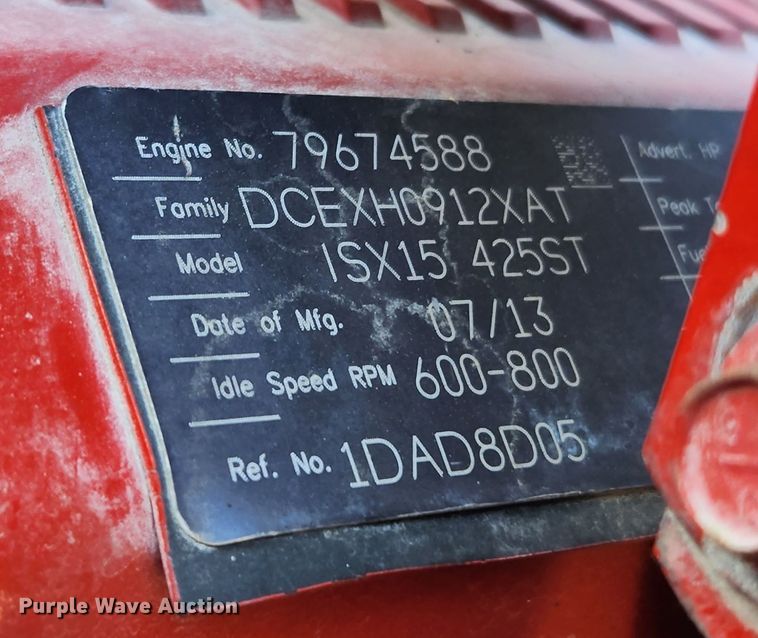 Engine No. 79674588
Advert. HP
Family DCEXH0912XAT
Peak
Model ISX15 425ST
Date of Mfg. 07/13
Idle Speed RPM 600-800
Ref. No. 1DAD8D05
Purple Wave Auction